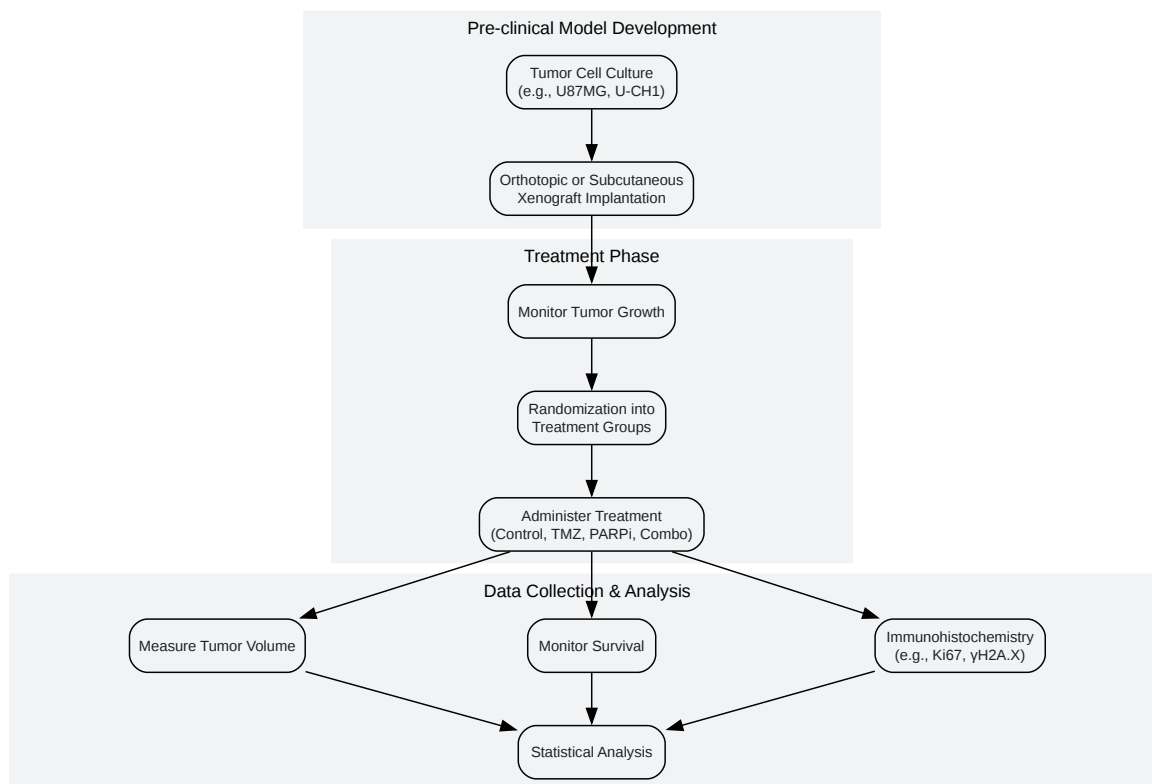 Pre-clinical Model Development
Tumor Cell Culture
(e.g., U87MG, U-CH1)
Orthotopic or Subcutaneous
Xenograft Implantation
Treatment Phase
Monitor Tumor Growth
Randomization into
Treatment Groups
Administer Treatment
(Control, TMZ, PARPi, Combo)
Data Collection & Analysis
Measure Tumor Volume
Monitor Survival
Immunohistochemistry
(e.g., Ki67, γH2A.X)
Statistical Analysis